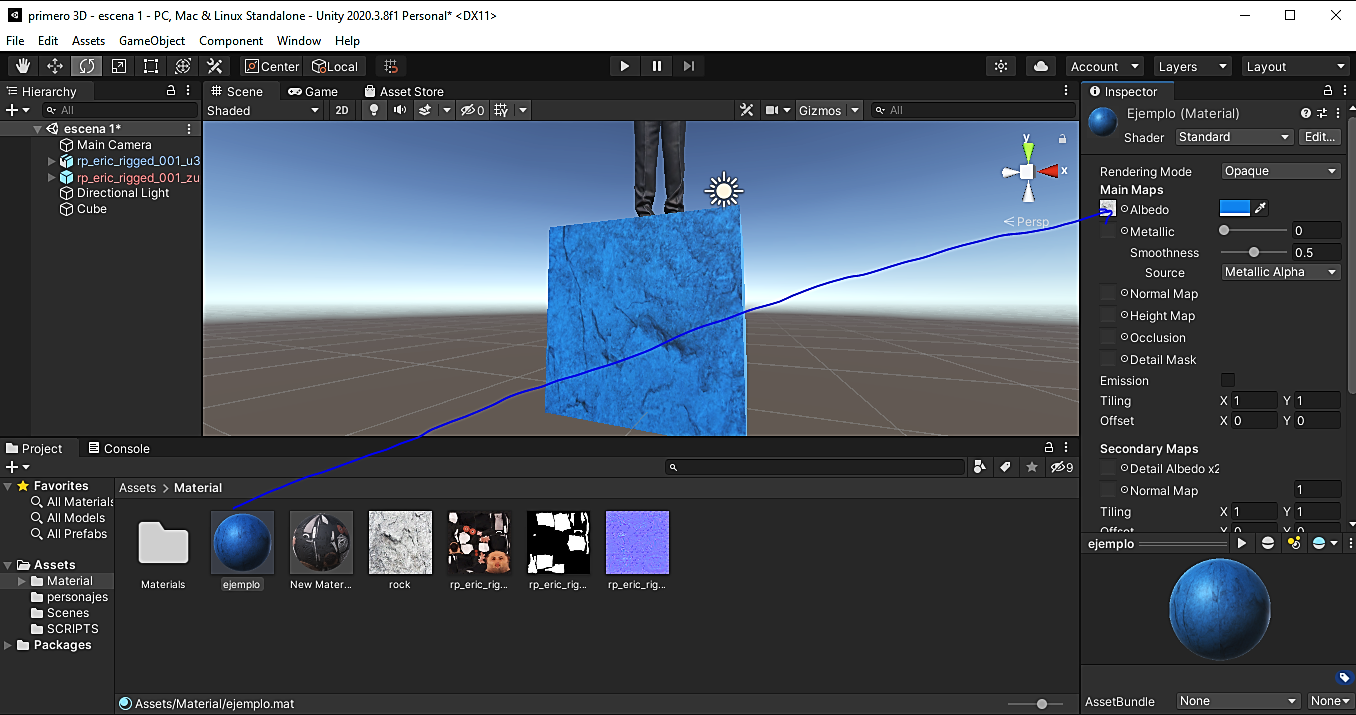 primero 3D - escena 1 - PC, Mac & Linux Standalone - Unity 2020.3.8f1 Personal* <DX11>
File Edit Assets GameObject Component Window Help
Center Local Account Layers Layout
Hierarchy
All
escena 1*
Main Camera
rp_eric_rigged_001_u3
rp_eric_rigged_001_zu
Directional Light
Cube
Scene Game Asset Store
Shaded 2D 0 Gizmos All
y
x
Persp
Inspector
Ejemplo (Material)
Shader Standard Edit...
Rendering Mode Opaque
Main Maps
Albedo
Metallic 0
Smoothness 0.5
Source Metallic Alpha
Normal Map
Height Map
Occlusion
Detail Mask
Emission
Tiling X 1 Y 1
Offset X 0 Y 0
Secondary Maps
Detail Albedo x2
Normal Map 1
Tiling X 1 Y 1
Offset X 0 Y 0
ejemplo
AssetBundle None None
Project Console
9
Favorites
All Materials
All Models
All Prefabs
Assets
Material
personajes
Scenes
SCRIPTS
Packages
Assets > Material
Materials ejemplo New Mater... rock rp_eric_rig... rp_eric_rig... rp_eric_rig...
Assets/Material/ejemplo.mat